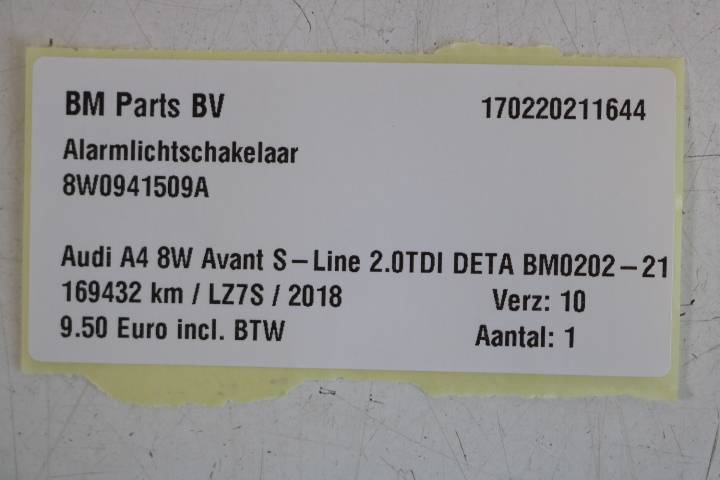 BM Parts BV 170220211644
Alarmlichtschakelaar
8W0941509A
Audi A4 8W Avant S-Line 2.0TDI DETA BM0202-21
169432 km / LZ7S / 2018 Verz: 10
9.50 Euro incl. BTW Aantal: 1